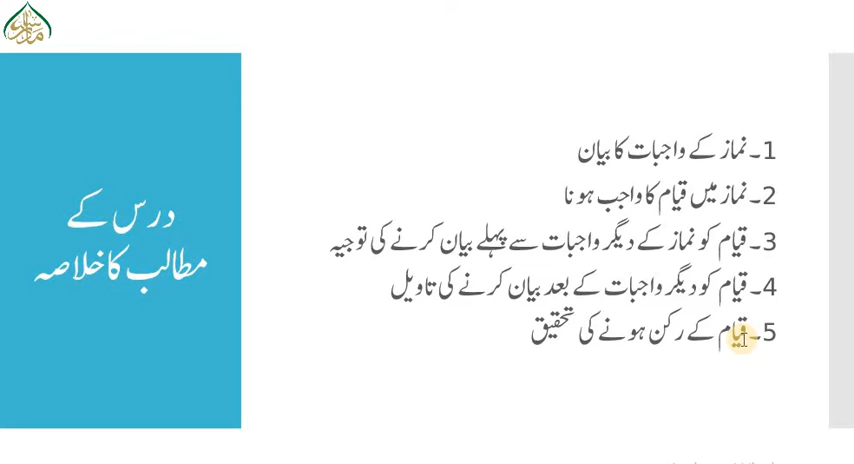 درس کے
مطالب کا خلاصہ
1۔نماز کے واجبات کا بیان
2۔نماز میں قیام کا واجب ہونا
3۔قیام کو نماز کے دیگر واجبات سے پہلے بیان کرنے کی توجیہ
4۔قیام کو دیگر واجبات کے بعد بیان کرنے کی تاویل
5۔قیام کے رکن ہونے کی تحقیق